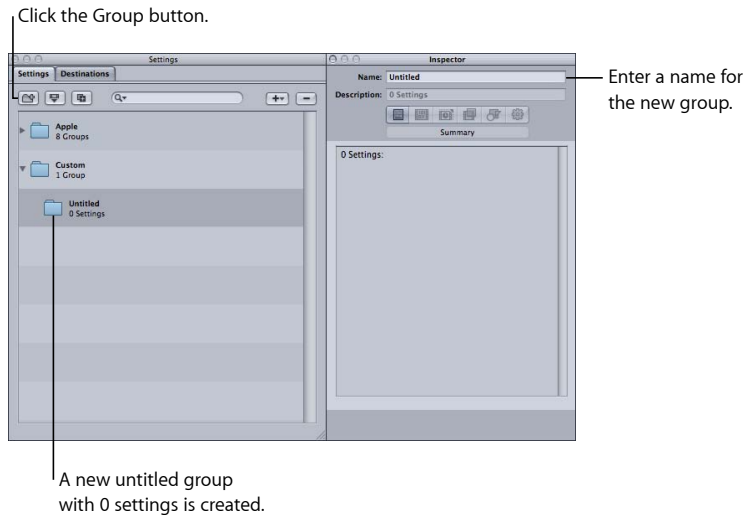 Click the Group button.
Settings
Inspector
Settings Destinations
Name: Untitled
Enter a name for
the new group.
Description: 0 Settings
Summary
Apple
8 Groups
0 Settings:
Custom
1 Group
Untitled
0 Settings
A new untitled group
with 0 settings is created.